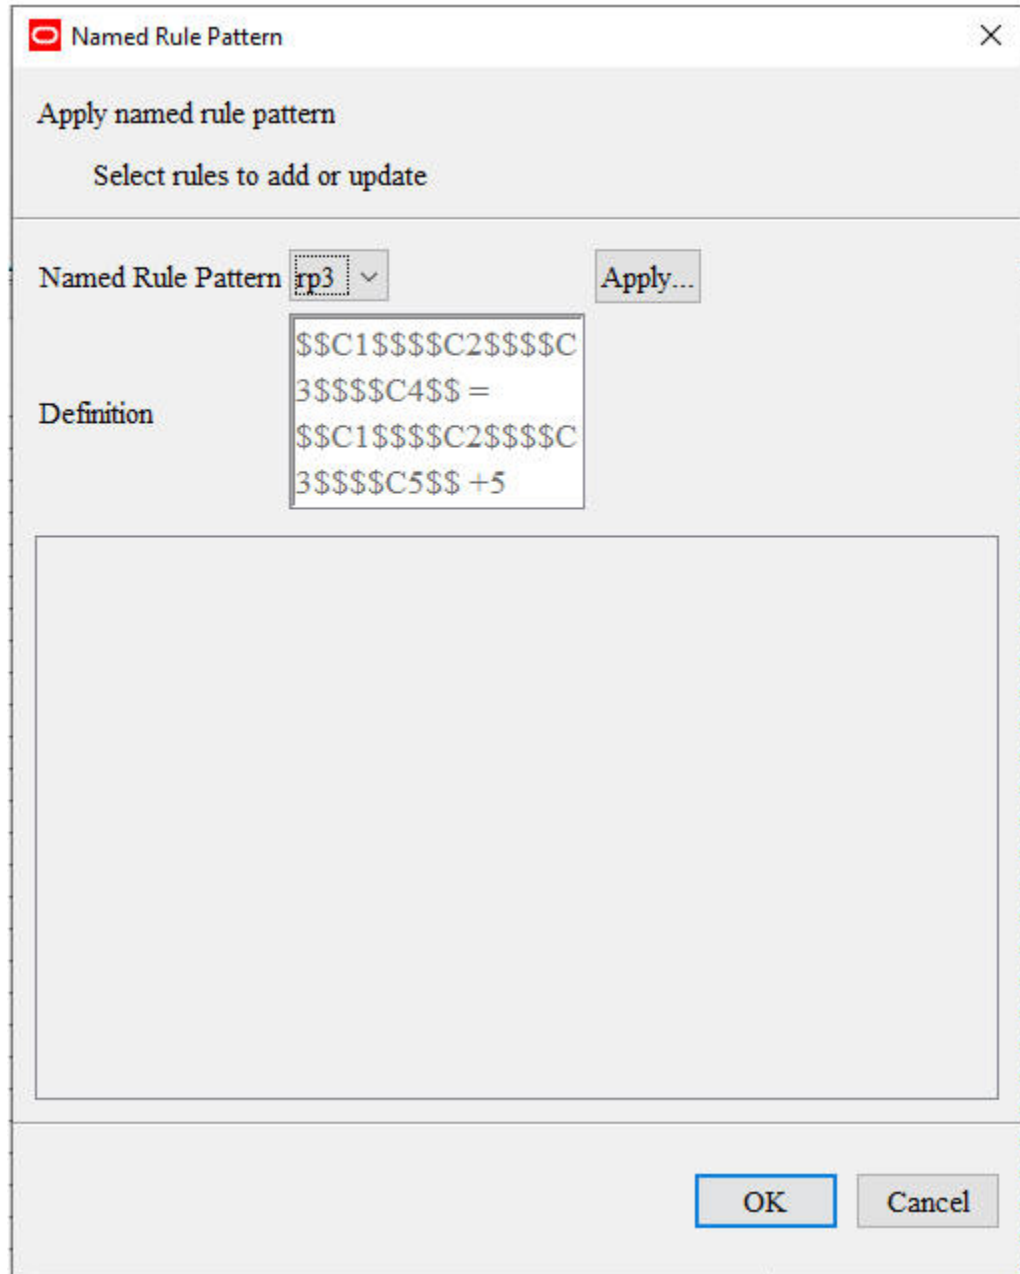 Named Rule Pattern
Apply named rule pattern
Select rules to add or update
Named Rule Pattern rp3 Apply...
Definition
$$C1$$$$C2$$$$C
3$$$$C4$$ =
$$C1$$$$C2$$$$C
3$$$$C5$$ +5
OK Cancel